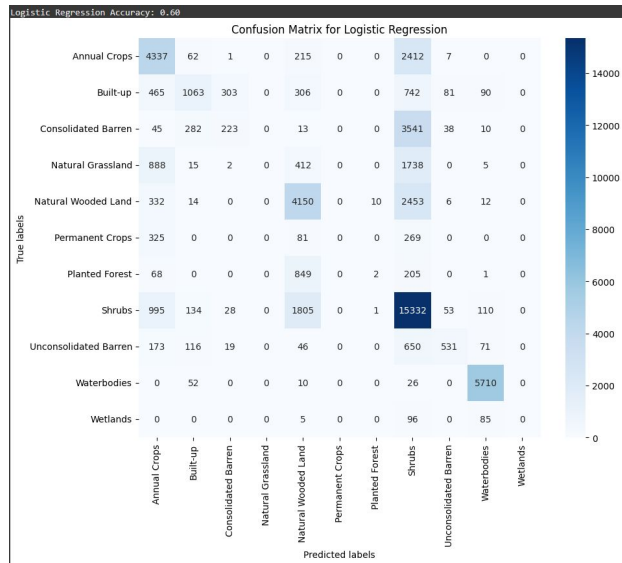 Logistic Regression Accuracy: 0.60
Confusion Matrix for Logistic Regression
Annual Crops 4337 62 1 0 215 0 0 2412 7 0 0
Built-up 465 1063 303 0 306 0 0 742 81 90 0
Consolidated Barren 45 282 223 0 13 0 0 3541 38 10 0
Natural Grassland 888 15 2 0 412 0 0 1738 0 5 0
Natural Wooded Land 332 14 0 0 4150 0 10 2453 6 12 0
Permanent Crops 325 0 0 0 81 0 0 269 0 0 0
Planted Forest 68 0 0 0 849 0 2 205 0 1 0
Shrubs 995 134 28 0 1805 0 1 15332 53 110 0
Unconsolidated Barren 173 116 19 0 46 0 0 650 531 71 0
Waterbodies 0 52 0 0 10 0 0 26 0 5710 0
Wetlands 0 0 0 0 5 0 0 96 0 85 0
True labels
Annual Crops
Built-up
Consolidated Barren
Natural Grassland
Natural Wooded Land
Permanent Crops
Planted Forest
Shrubs
Unconsolidated Barren
Waterbodies
Wetlands
Predicted labels
14000
12000
10000
8000
6000
4000
2000
0